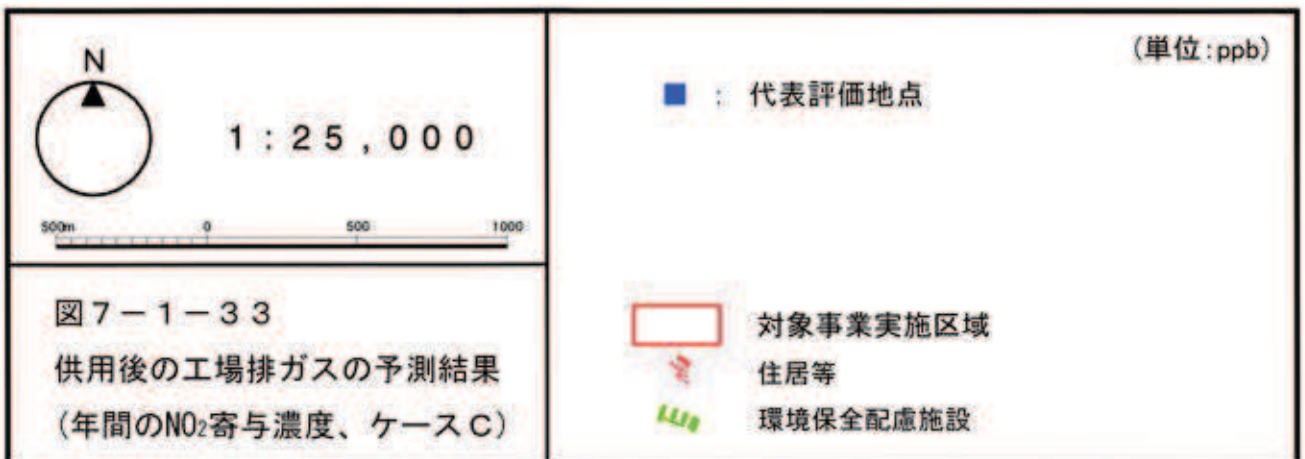 N
1:25,000
500m 0 500 1000
図7-1-33
供用後の工場排ガスの予測結果
(年間のNO₂寄与濃度、ケースC)
(単位:ppb)
: 代表評価地点
対象事業実施区域
住居等
環境保全配慮施設